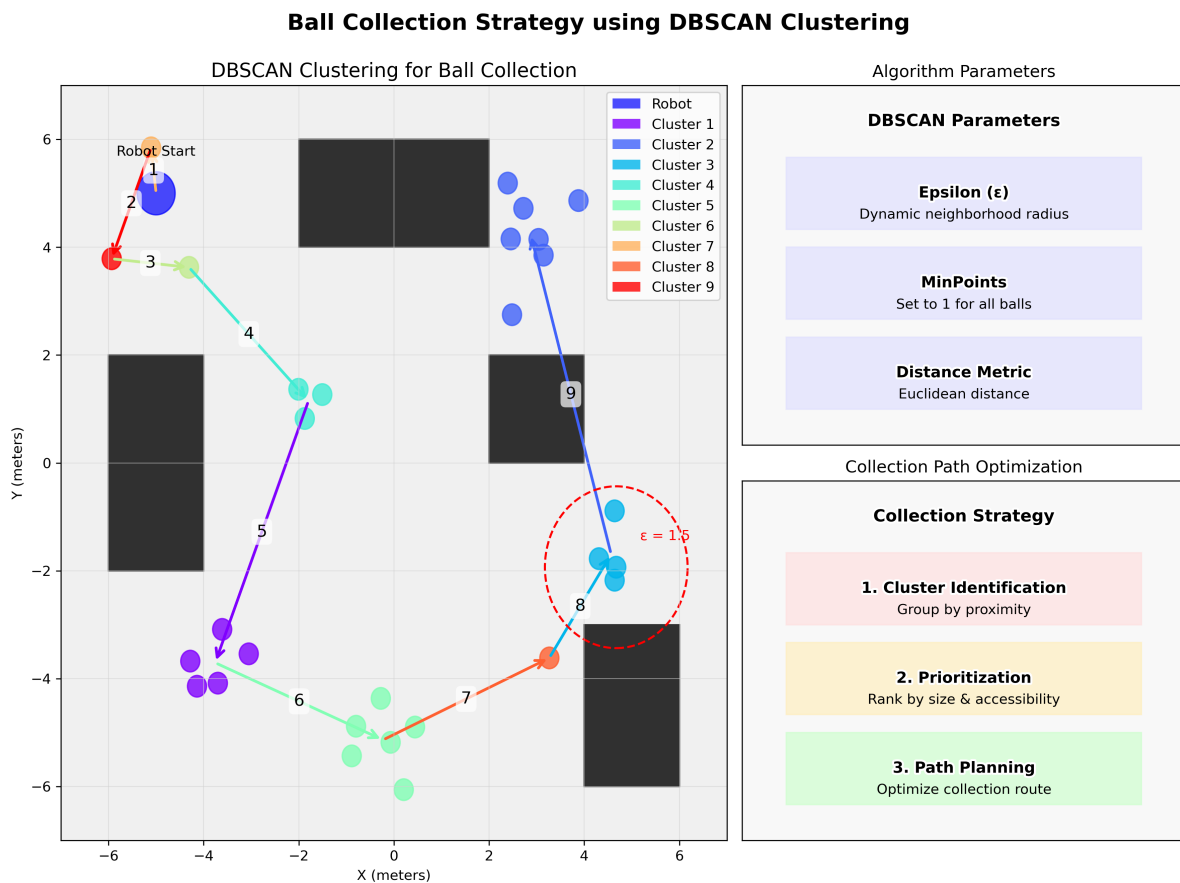 Ball Collection Strategy using DBSCAN Clustering
DBSCAN Clustering for Ball Collection
Robot
Cluster 1
Cluster 2
Cluster 3
Cluster 4
Cluster 5
Cluster 6
Cluster 7
Cluster 8
Cluster 9
Robot Start
1
2
3
4
5
6
7
8
9
ε = 1.5
6
4
2
0
−2
−4
−6
Y (meters)
−6
−4
−2
0
2
4
6
X (meters)
Algorithm Parameters
DBSCAN Parameters
Epsilon (ε)
Dynamic neighborhood radius
MinPoints
Set to 1 for all balls
Distance Metric
Euclidean distance
Collection Path Optimization
Collection Strategy
1. Cluster Identification
Group by proximity
2. Prioritization
Rank by size & accessibility
3. Path Planning
Optimize collection route